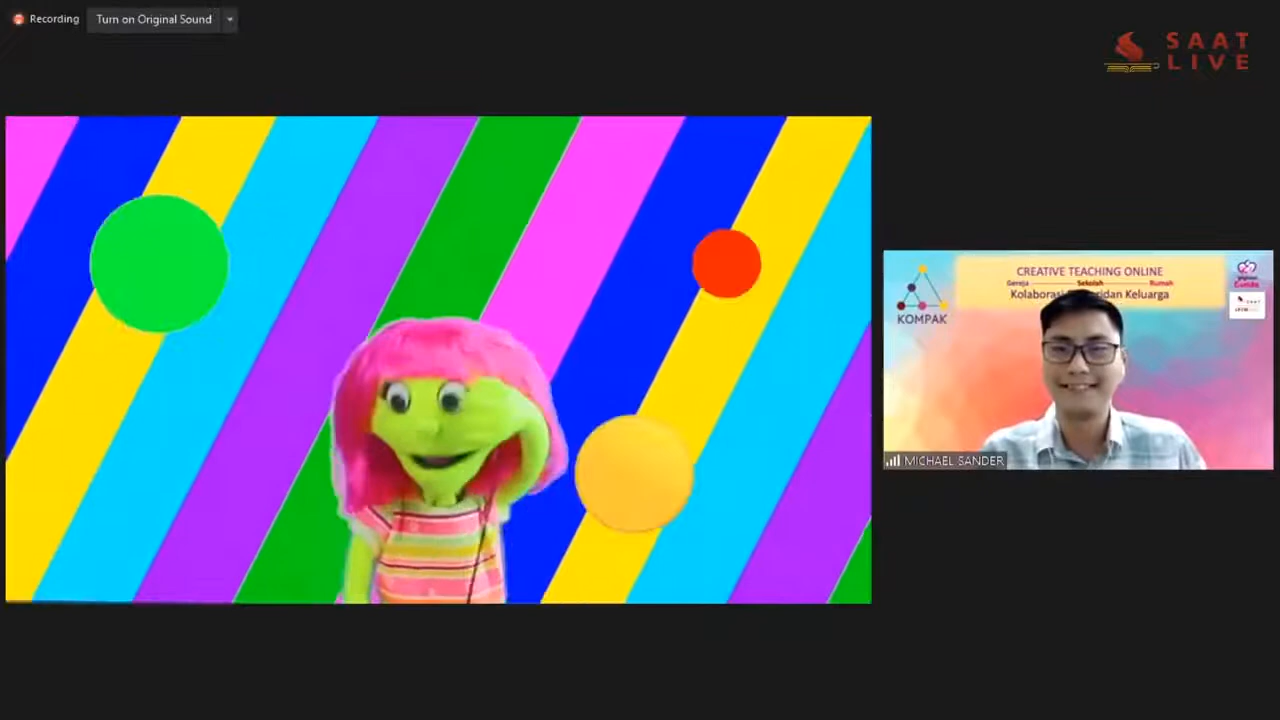 Recording
Turn on Original Sound
SAAT
LIVE
CREATIVE TEACHING ONLINE
Gereja Sekolah Rumah
Kolaborasi dan Keluarga
KOMPAK
MICHAEL SANDER